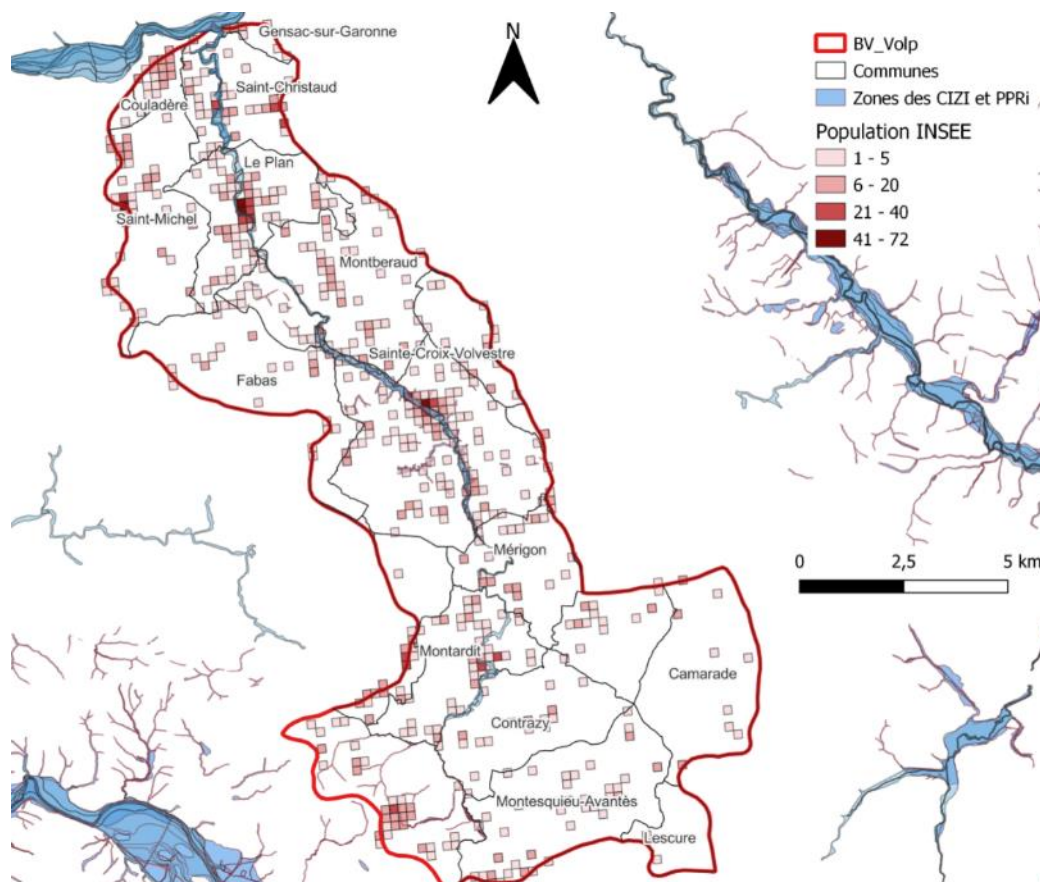 Gensac-sur-Garonne
N
BV_Volp
Communes
Zones des CIZI et PPRi
Population INSEE
1 - 5
6 - 20
21 - 40
41 - 72
Saint-Christaud
Couladère
Le Plan
Saint-Michel
Montberaud
Sainte-Croix-Volvestre
Fabas
Mérigon
0 2,5 5 km
Montardit
Camarade
Contrazy
Montesquieu-Avantès
Lescure